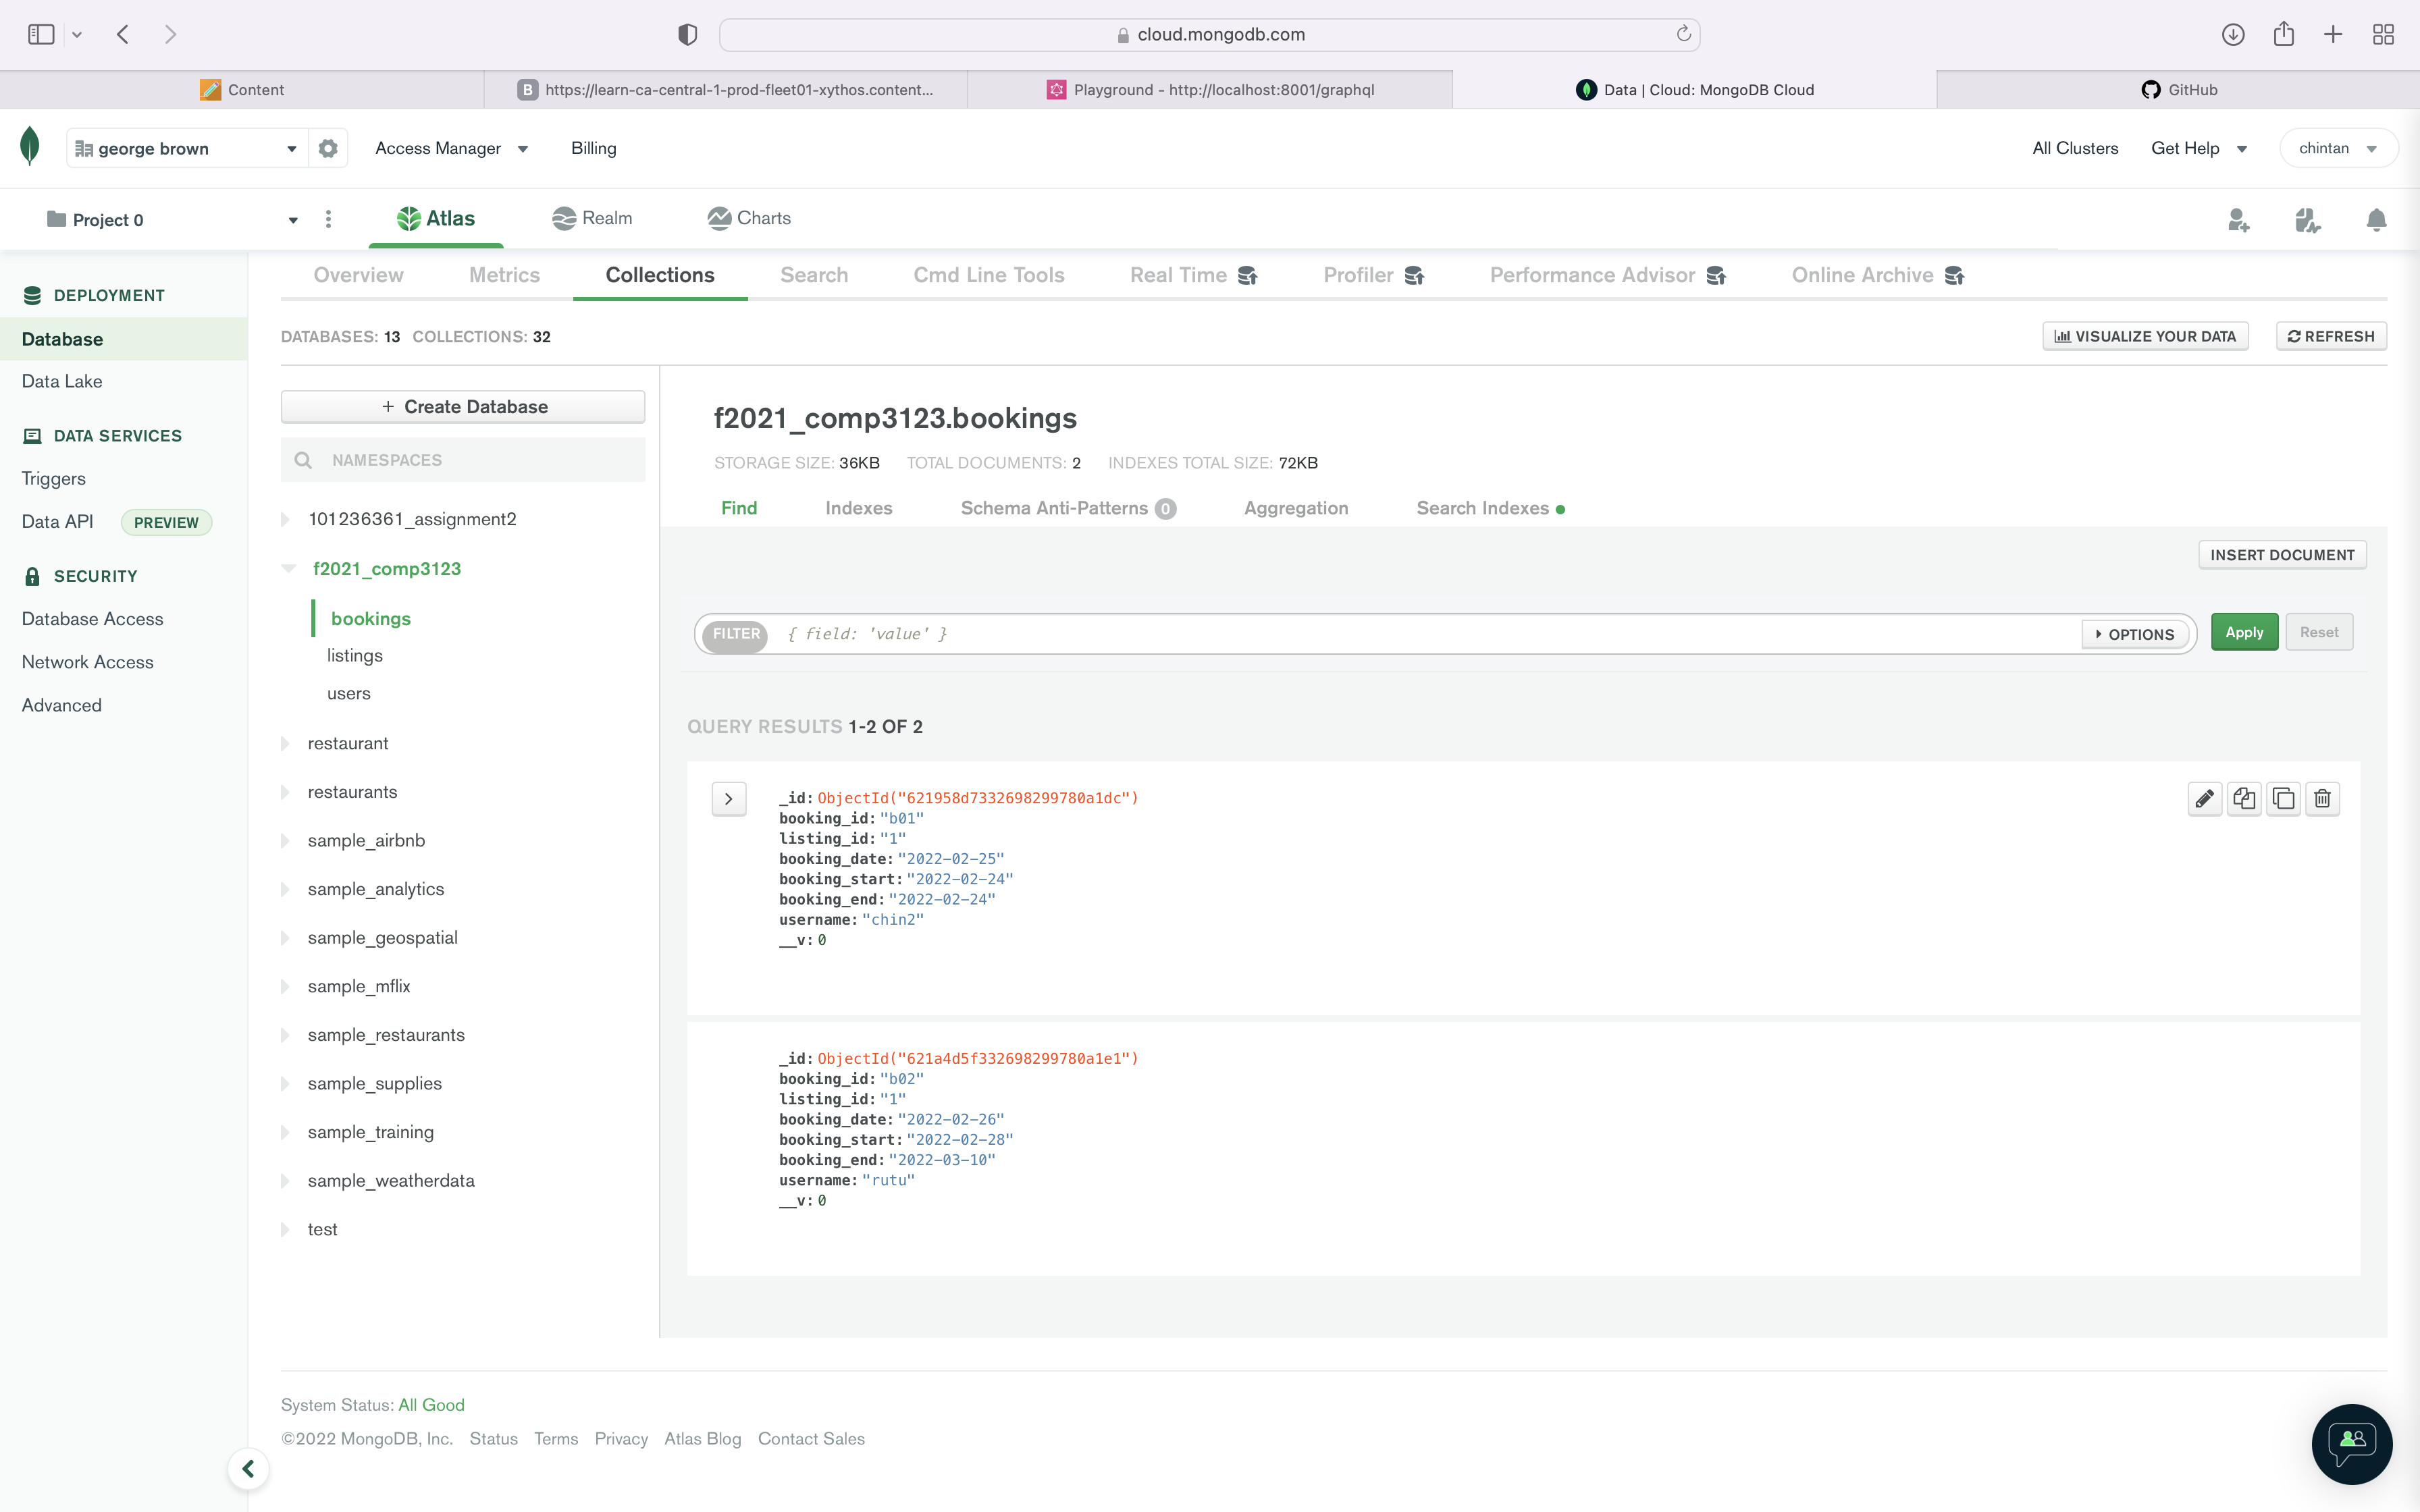 cloud.mongodb.com
Content
B https://learn-ca-central-1-prod-fleet01-xythos.content...
Playground - http://localhost:8001/graphql
Data | Cloud: MongoDB Cloud
GitHub
george brown
Access Manager
Billing
All Clusters
Get Help
chintan
Project 0
Atlas
Realm
Charts
DEPLOYMENT
Database
Data Lake
DATA SERVICES
Triggers
Data API PREVIEW
SECURITY
Database Access
Network Access
Advanced
Overview
Metrics
Collections
Search
Cmd Line Tools
Real Time
Profiler
Performance Advisor
Online Archive
DATABASES: 13 COLLECTIONS: 32
VISUALIZE YOUR DATA
REFRESH
+ Create Database
NAMESPACES
101236361_assignment2
f2021_comp3123
bookings
listings
users
restaurant
restaurants
sample_airbnb
sample_analytics
sample_geospatial
sample_mflix
sample_restaurants
sample_supplies
sample_training
sample_weatherdata
test
f2021_comp3123.bookings
STORAGE SIZE: 36KB TOTAL DOCUMENTS: 2 INDEXES TOTAL SIZE: 72KB
Find
Indexes
Schema Anti-Patterns 0
Aggregation
Search Indexes
INSERT DOCUMENT
FILTER { field: 'value' }
OPTIONS
Apply
Reset
QUERY RESULTS 1-2 OF 2
_id: ObjectId("621958d7332698299780a1dc")
booking_id: "b01"
listing_id: "1"
booking_date: "2022-02-25"
booking_start: "2022-02-24"
booking_end: "2022-02-24"
username: "chin2"
__v: 0
_id: ObjectId("621a4d5f332698299780a1e1")
booking_id: "b02"
listing_id: "1"
booking_date: "2022-02-26"
booking_start: "2022-02-28"
booking_end: "2022-03-10"
username: "rutu"
__v: 0
System Status: All Good
©2022 MongoDB, Inc. Status Terms Privacy Atlas Blog Contact Sales